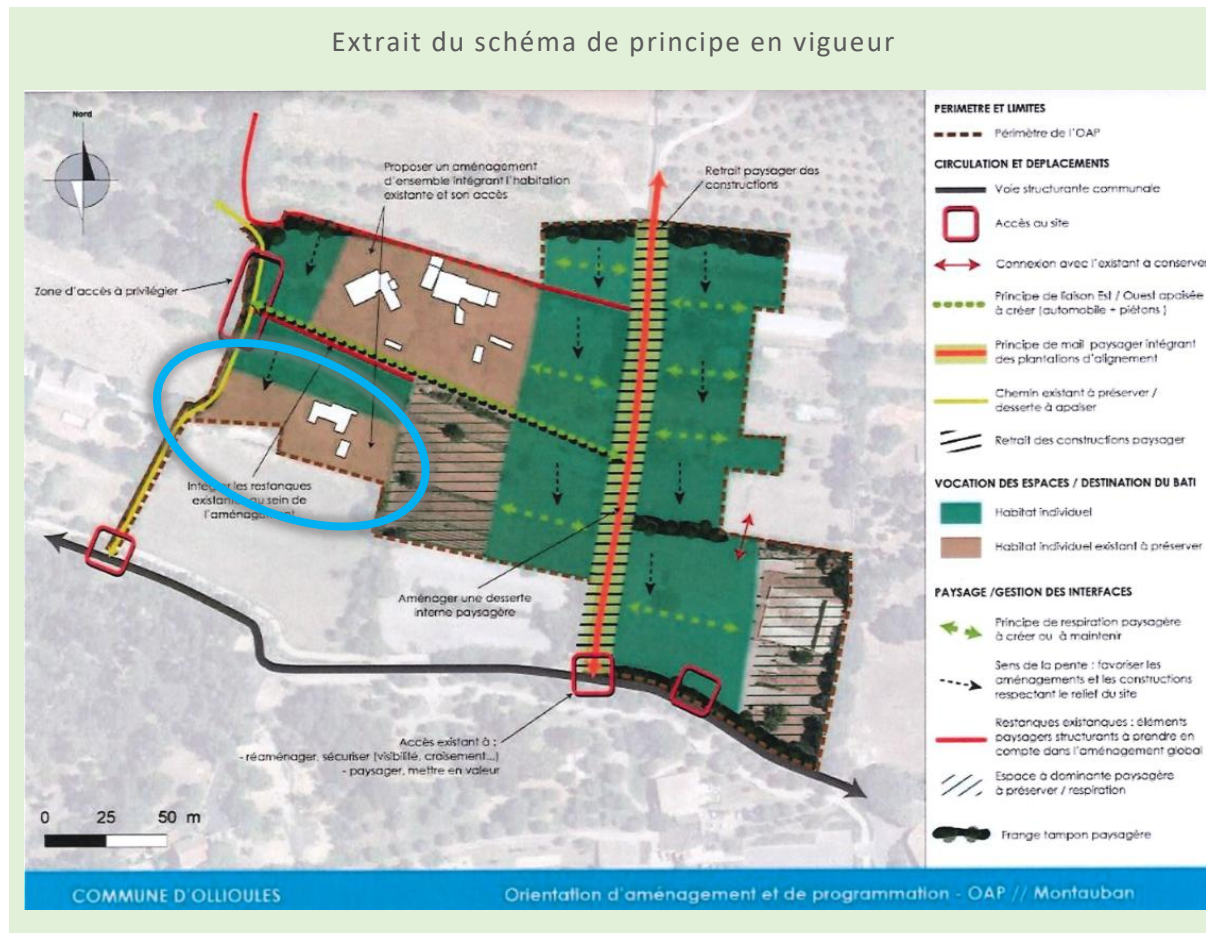 Extrait du schéma de principe en vigueur
Nord
Proposer un aménagement
d'ensemble intégrant l'habitation
existante et son accès
Retrait paysager des
constructions
Zone d'accès à privilégier
Intégrer les restanques
existantes au sein de
l'aménagement
Aménager une desserte
interne paysagère
Accès existant à :
- réaménager, sécuriser (visibilité, croisement...)
- paysager, mettre en valeur
0 25 50 m
PERIMETRE ET LIMITES
Périmètre de l'OAP
CIRCULATION ET DEPLACEMENTS
Voie structurante communale
Accès au site
Connexion avec l'existant à conserver
Principe de liaison Est / Ouest apaisée
à créer (automobile + piétons )
Principe de mail paysager intégrant
des plantations d'alignement
Chemin existant à préserver /
desserte à apaiser
Retrait des constructions paysager
VOCATION DES ESPACES / DESTINATION DU BATI
Habitat individuel
Habitat individuel existant à préserver
PAYSAGE /GESTION DES INTERFACES
Principe de respiration paysagère
à créer ou à maintenir
Sens de la pente : favoriser les
aménagements et les constructions
respectant le relief du site
Restanques existanques : éléments
paysagers structurants à prendre en
compte dans l'aménagement global
Espace à dominante paysagère
à préserver / respiration
Frange tampon paysagère
COMMUNE D'OLLIOULES
Orientation d'aménagement et de programmation - OAP // Montauban